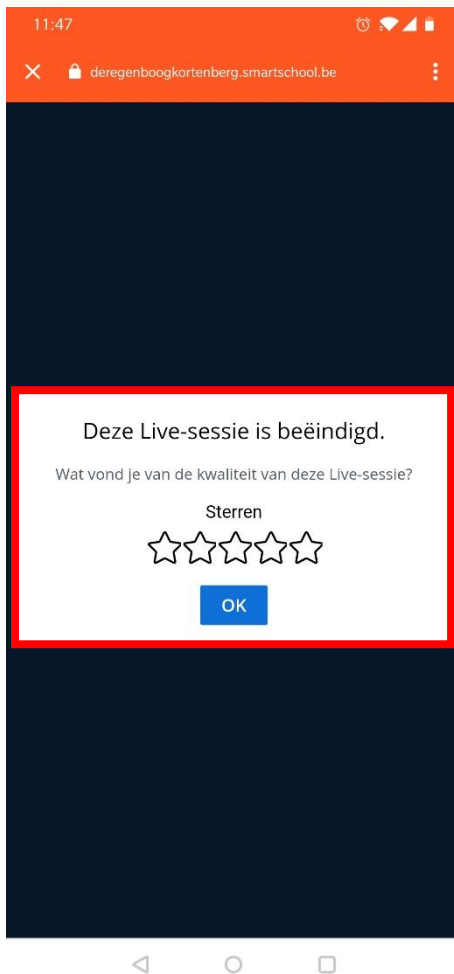 11:47
deregenboogkortenberg.smartschool.be
Deze Live-sessie is beëindigd.
Wat vond je van de kwaliteit van deze Live-sessie?
Sterren
OK